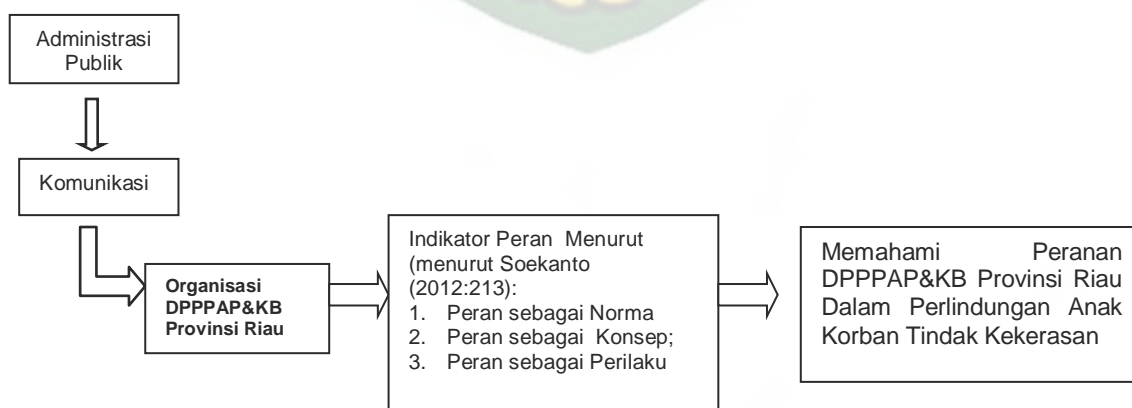 Administrasi
Publik
Komunikasi
Organisasi
DPPPAP&KB
Provinsi Riau
Indikator Peran Menurut
(menurut Soekanto
(2012:213):
1. Peran sebagai Norma
2. Peran sebagai Konsep;
3. Peran sebagai Perilaku
Memahami Peranan
DPPPAP&KB Provinsi Riau
Dalam Perlindungan Anak
Korban Tindak Kekerasan